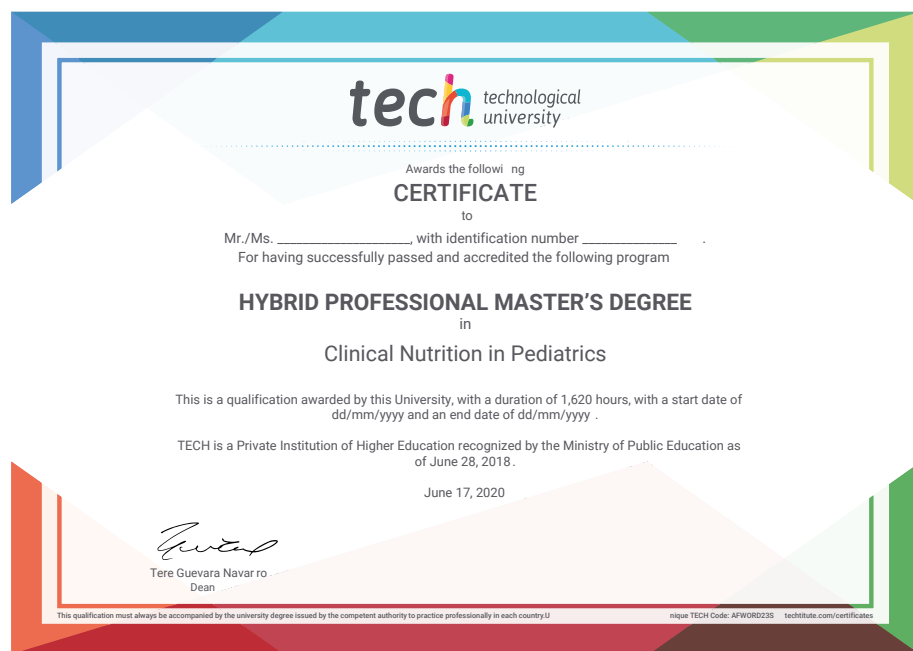 tech technological
university
Awards the followi ng
CERTIFICATE
to
Mr./Ms. ____________________, with identification number ______________ .
For having successfully passed and accredited the following program
HYBRID PROFESSIONAL MASTER'S DEGREE
in
Clinical Nutrition in Pediatrics
This is a qualification awarded by this University, with a duration of 1,620 hours, with a start date of
dd/mm/yyyy and an end date of dd/mm/yyyy .
TECH is a Private Institution of Higher Education recognized by the Ministry of Public Education as
of June 28, 2018 .
June 17, 2020
Tere Guevara Navar ro
Dean
This qualification must always be accompanied by the university degree issued by the competent authority to practice professionally in each country.U nique TECH Code: AFWORD23S techtitute.com/certificates